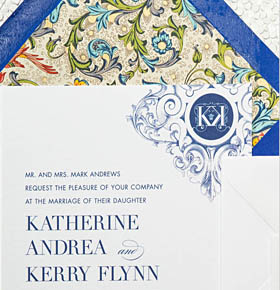 KK
MR. AND MRS. MARK ANDREWS
REQUEST THE PLEASURE OF YOUR COMPANY
AT THE MARRIAGE OF THEIR DAUGHTER
KATHERINE
ANDREA and
KERRY FLYNN